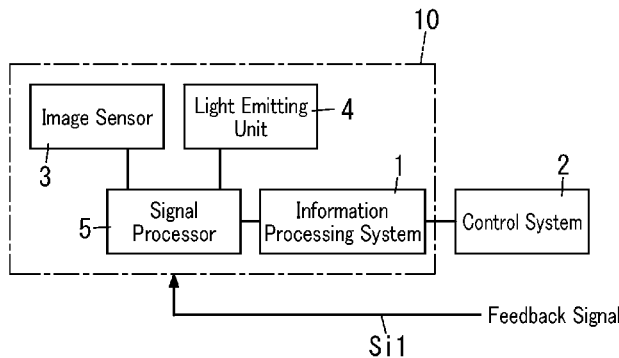 10
Image Sensor
3
Light Emitting
Unit
4
1
2
5
Signal
Processor
Information
Processing System
Control System
Feedback Signal
Si1